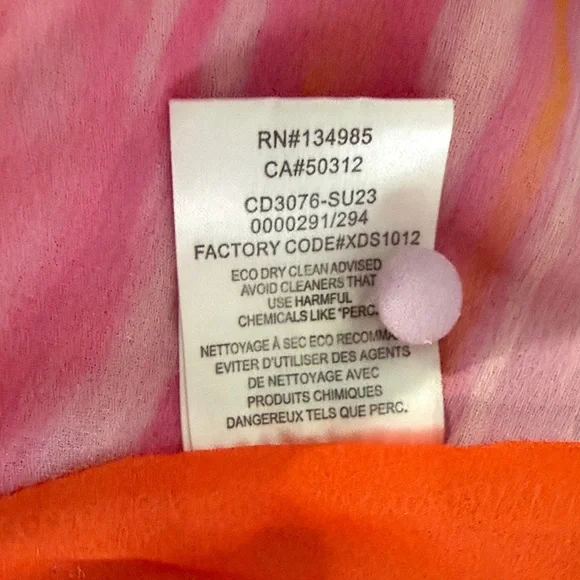 RN#134985
CA#50312
CD3076-SU23
0000291/294
FACTORY CODE#XDS1012
ECO DRY CLEAN ADVISED
AVOID CLEANERS THAT
USE HARMFUL
CHEMICALS LIKE "PERC.
NETTOYAGE À SEC ECO
EVITER D'UTILISER DES AGENTS
DE NETTOYAGE AVEC
PRODUITS CHIMIQUES
DANGEREUX TELS QUE PERC.